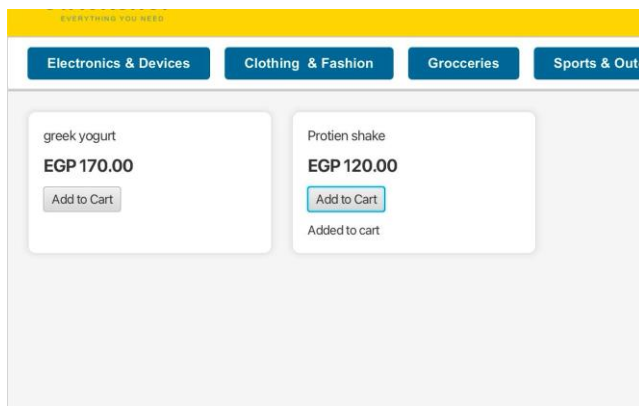 EVERYTHING YOU NEED
Electronics & Devices
Clothing & Fashion
Grocceries
Sports & Out
greek yogurt
EGP 170.00
Add to Cart
Protien shake
EGP 120.00
Add to Cart
Added to cart